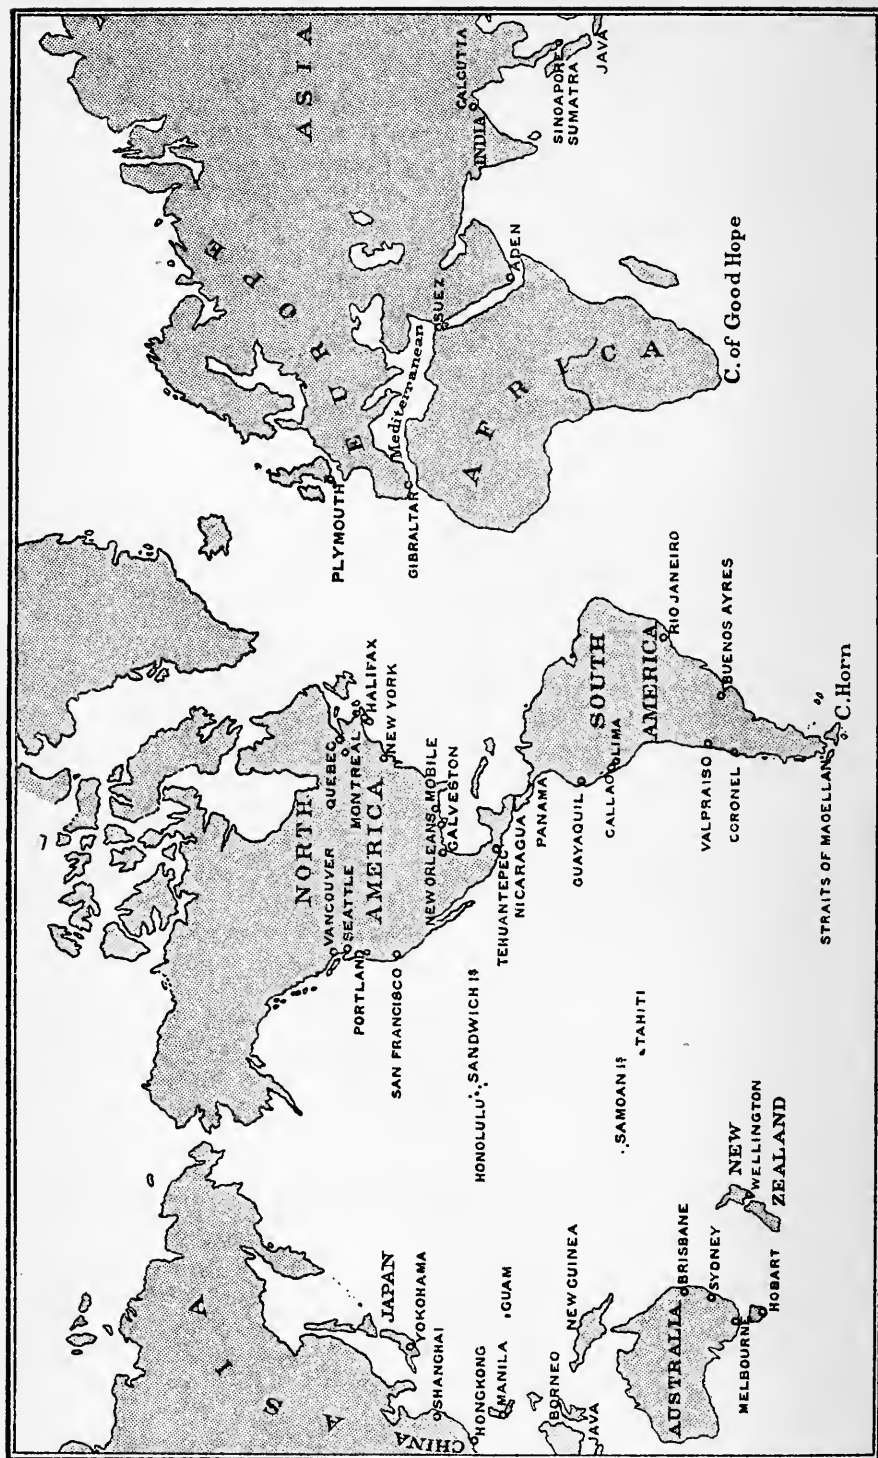 ASIA
CHINA
JAPAN
YOKOHAMA
SHANGHAI
HONGKONG
MANILA
GUAM
BORNEO
JAVA
NEW GUINEA
AUSTRALIA
BRISBANE
SYDNEY
MELBOURNE
HOBART
NEW
WELLINGTON
ZEALAND
HONOLULU
SANDWICH IS
SAMOAN IS
TAHITI
NORTH
AMERICA
VANCOUVER
SEATTLE
PORTLAND
SAN FRANCISCO
QUEBEC
MONTREAL
HALIFAX
NEW YORK
NEW ORLEANS
MOBILE
GALVESTON
TEHUANTEPEC
NICARAGUA
PANAMA
GUAYAQUIL
CALLAO
LIMA
SOUTH
AMERICA
RIO JANEIRO
BUENOS AYRES
VALPRAISO
CORONEL
STRAITS OF MAGELLAN
C. Horn
EUROPE
PLYMOUTH
GIBRALTAR
Mediterranean
SUEZ
ADEN
AFRICA
C. of Good Hope
ASIA
INDIA
CALCUTTA
SINGAPORE
SUMATRA
JAVA